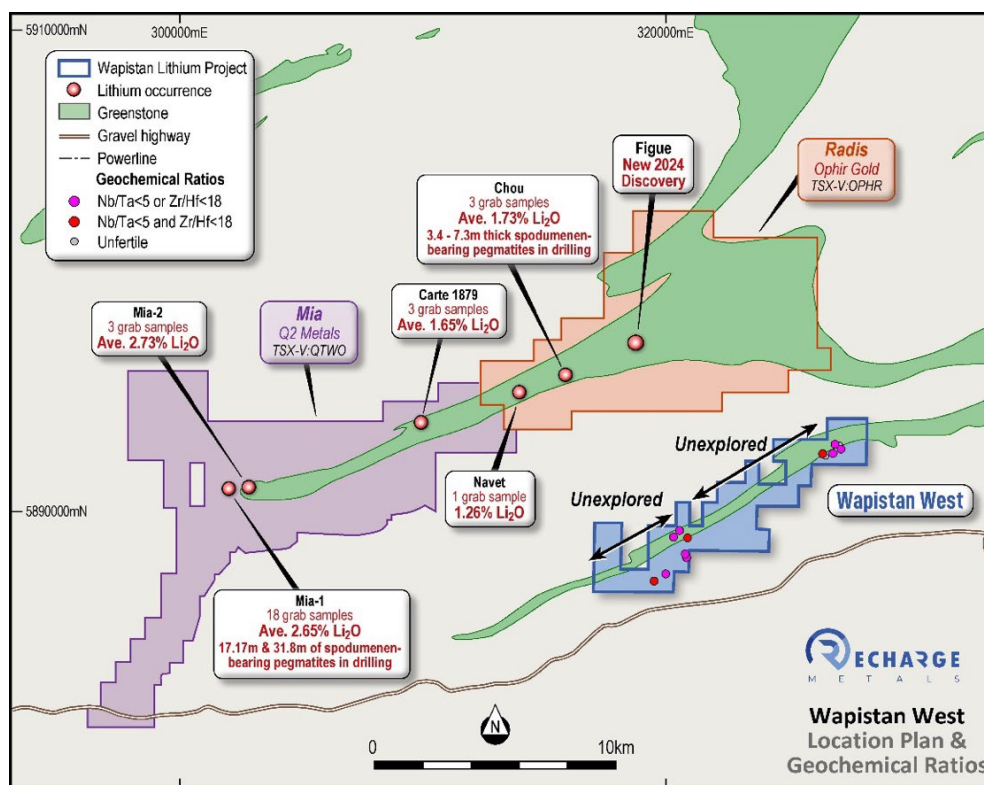 5910000mN
300000mE
320000mE
Wapistan Lithium Project
Lithium occurrence
Greenstone
Gravel highway
Powerline
Geochemical Ratios
Nb/Ta<5 or Zr/Hf<18
Nb/Ta<5 and Zr/Hf<18
Unfertile
Figue
New 2024
Discovery
Radis
Ophir Gold
TSX-V:OPHR
Chou
3 grab samples
Ave. 1.73% Li₂O
3.4 - 7.3m thick spodumenen-
bearing pegmatites in drilling
Carte 1879
3 grab samples
Ave. 1.65% Li₂O
Mia
Q2 Metals
TSX-V:QTWO
Mia-2
3 grab samples
Ave. 2.73% Li₂O
Unexplored
Unexplored
Navet
1 grab sample
1.26% Li₂O
Wapistan West
5890000mN
Mia-1
18 grab samples
Ave. 2.65% Li₂O
17.17m & 31.8m of spodumenen-
bearing pegmatites in drilling
RECHARGE
METALS
N
0
10km
Wapistan West
Location Plan &
Geochemical Ratios